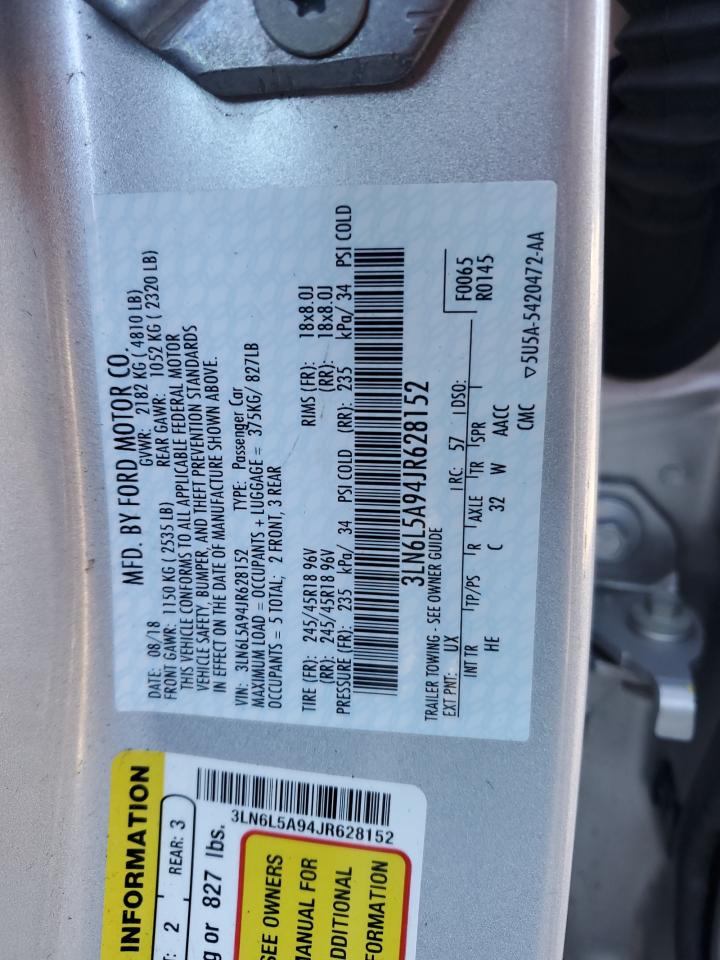 MFD. BY FORD MOTOR CO.
DATE: 08/18 GVWR: 2182 KG ( 4810 LB)
FRONT GAWR: 1150 KG ( 2535 LB) REAR GAWR: 1052 KG ( 2320 LB)
THIS VEHICLE CONFORMS TO ALL APPLICABLE FEDERAL MOTOR
VEHICLE SAFETY, BUMPER, AND THEFT PREVENTION STANDARDS
IN EFFECT ON THE DATE OF MANUFACTURE SHOWN ABOVE.
VIN: 3LN6L5A94JR628152 TYPE: Passenger Car
MAXIMUM LOAD = OCCUPANTS + LUGGAGE = 375KG/ 827LB
OCCUPANTS = 5 TOTAL; 2 FRONT, 3 REAR
TIRE (FR): 245/45R18 96V RIMS (FR): 18x8.0J
(RR): 245/45R18 96V (RR): 18x8.0J
PRESSURE (FR): 235 kPa/ 34 PSI COLD (RR): 235 kPa/ 34 PSI COLD
3LN6L5A94JR628152
TRAILER TOWING - SEE OWNER GUIDE
EXT PNT: UX RC: 57 DSO: F0065
R0145
INT TR TP/PS R AXLE TR SPR
HE C 32 W AACC
CMC ▽5U5A-5420472-AA
INFORMATION
T: 2 REAR: 3
g or 827 lbs.
3LN6L5A94JR628152
SEE OWNERS
MANUAL FOR
DDITIONAL
FORMATION